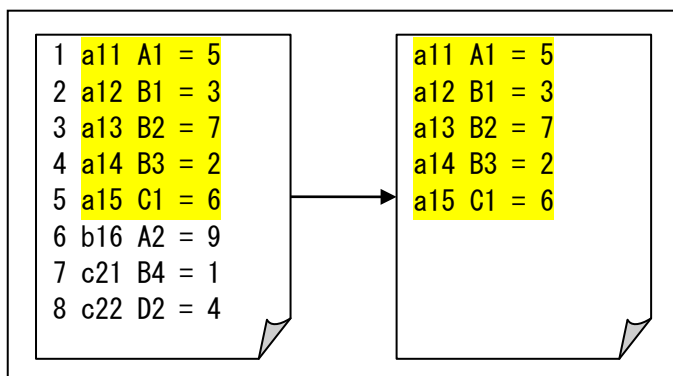 1 a11 A1 = 5
2 a12 B1 = 3
3 a13 B2 = 7
4 a14 B3 = 2
5 a15 C1 = 6
6 b16 A2 = 9
7 c21 B4 = 1
8 c22 D2 = 4
a11 A1 = 5
a12 B1 = 3
a13 B2 = 7
a14 B3 = 2
a15 C1 = 6